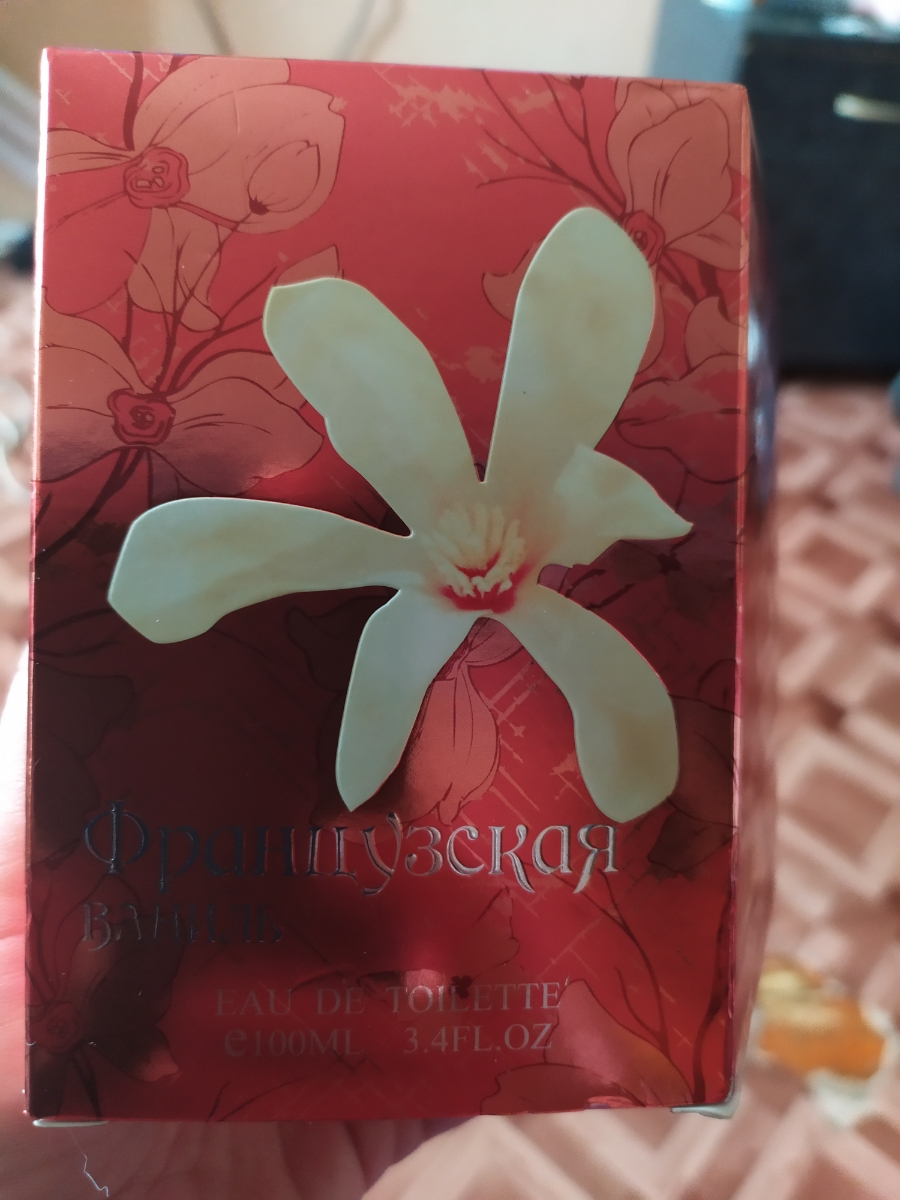 Французская
ваниль
EAU DE TOILETTE
℮100ML 3.4FL.OZ